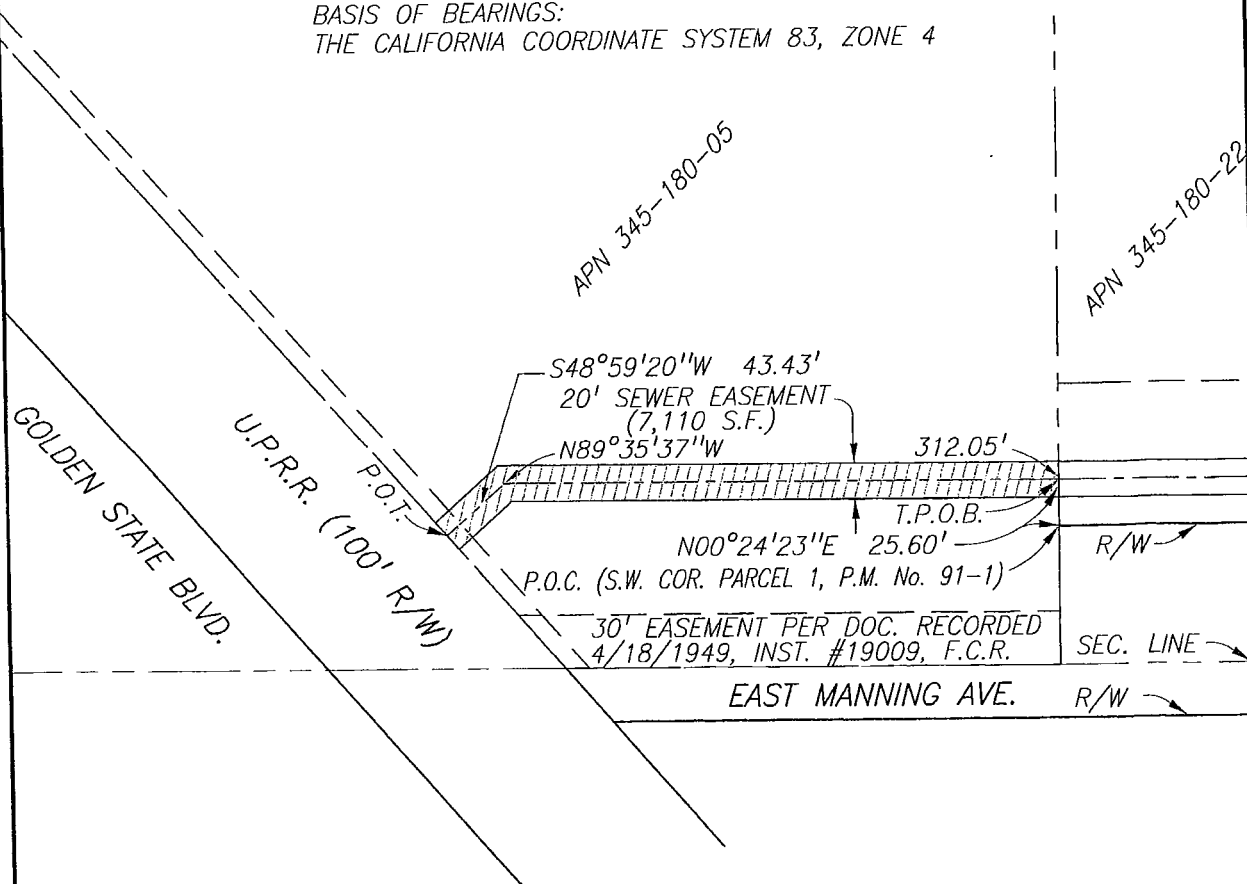 BASIS OF BEARINGS:
THE CALIFORNIA COORDINATE SYSTEM 83, ZONE 4
APN 345-180-05
APN 345-180-22
S48°59'20"W 43.43'
20' SEWER EASEMENT
(7,110 S.F.)
N89°35'37"W
312.05'
GOLDEN STATE BLVD.
U.P.R.R. (100' R/W)
P.O.T.
T.P.O.B.
N00°24'23"E 25.60'
R/W
P.O.C. (S.W. COR. PARCEL 1, P.M. No. 91-1)
30' EASEMENT PER DOC. RECORDED
4/18/1949, INST. #19009, F.C.R.
SEC. LINE
EAST MANNING AVE.
R/W